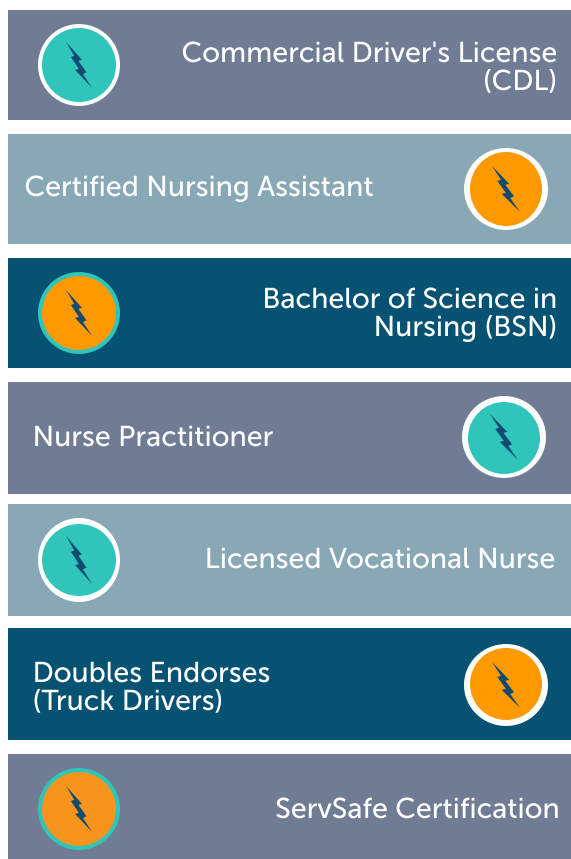 Commercial Driver's License
(CDL)
Certified Nursing Assistant
Bachelor of Science in
Nursing (BSN)
Nurse Practitioner
Licensed Vocational Nurse
Doubles Endorses
(Truck Drivers)
ServSafe Certification